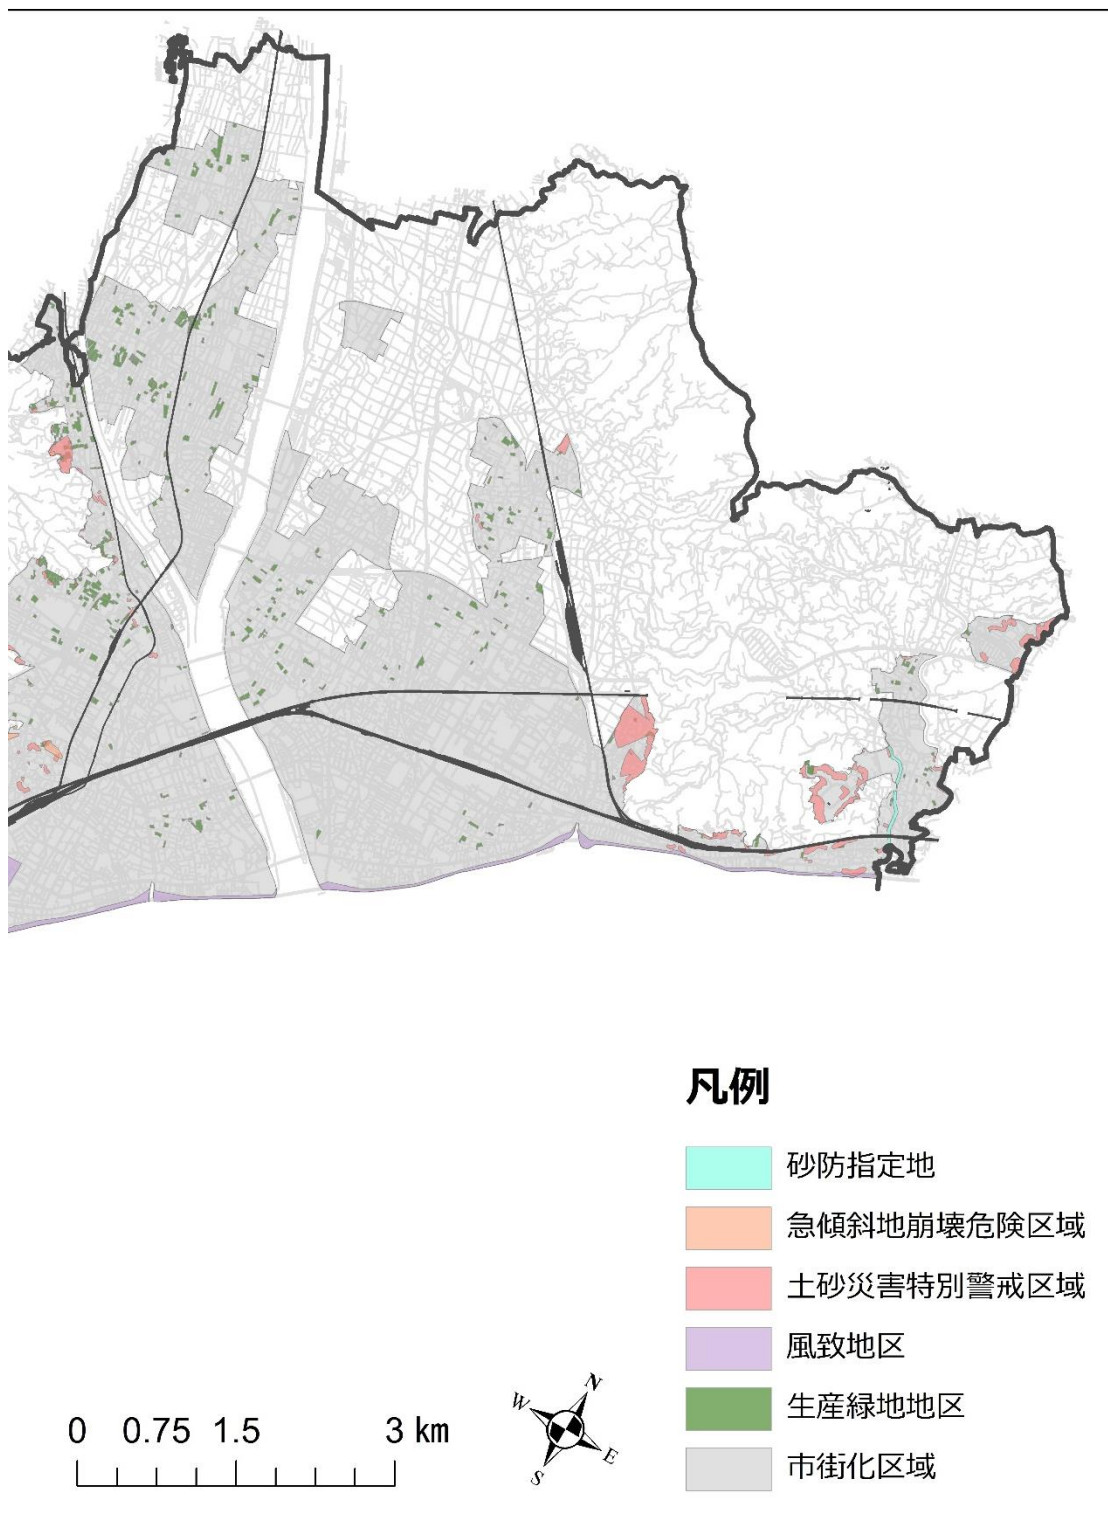 凡例
砂防指定地
急傾斜地崩壊危険区域
土砂災害特別警戒区域
風致地区
生産緑地地区
市街化区域
0 0.75 1.5 3 km
N
W
E
S